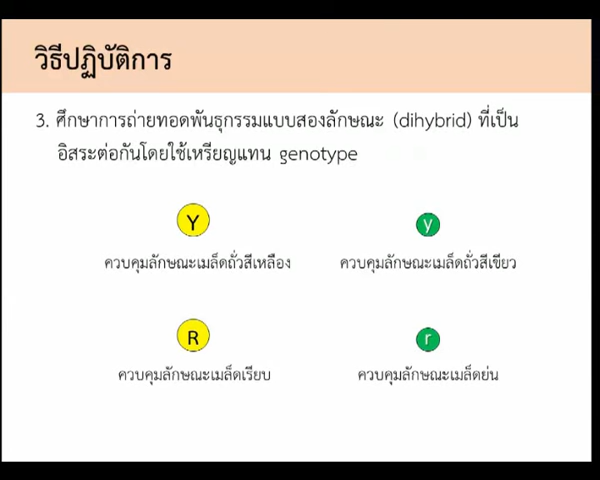 วิธีปฏิบัติการ
3. ศึกษาการถ่ายทอดพันธุกรรมแบบสองลักษณะ (dihybrid) ที่เป็น
อิสระต่อกันโดยใช้เหรียญแทน genotype
Y
y
ควบคุมลักษณะเมล็ดถั่วสีเหลือง
ควบคุมลักษณะเมล็ดถั่วสีเขียว
R
r
ควบคุมลักษณะเมล็ดเรียบ
ควบคุมลักษณะเมล็ดย่น